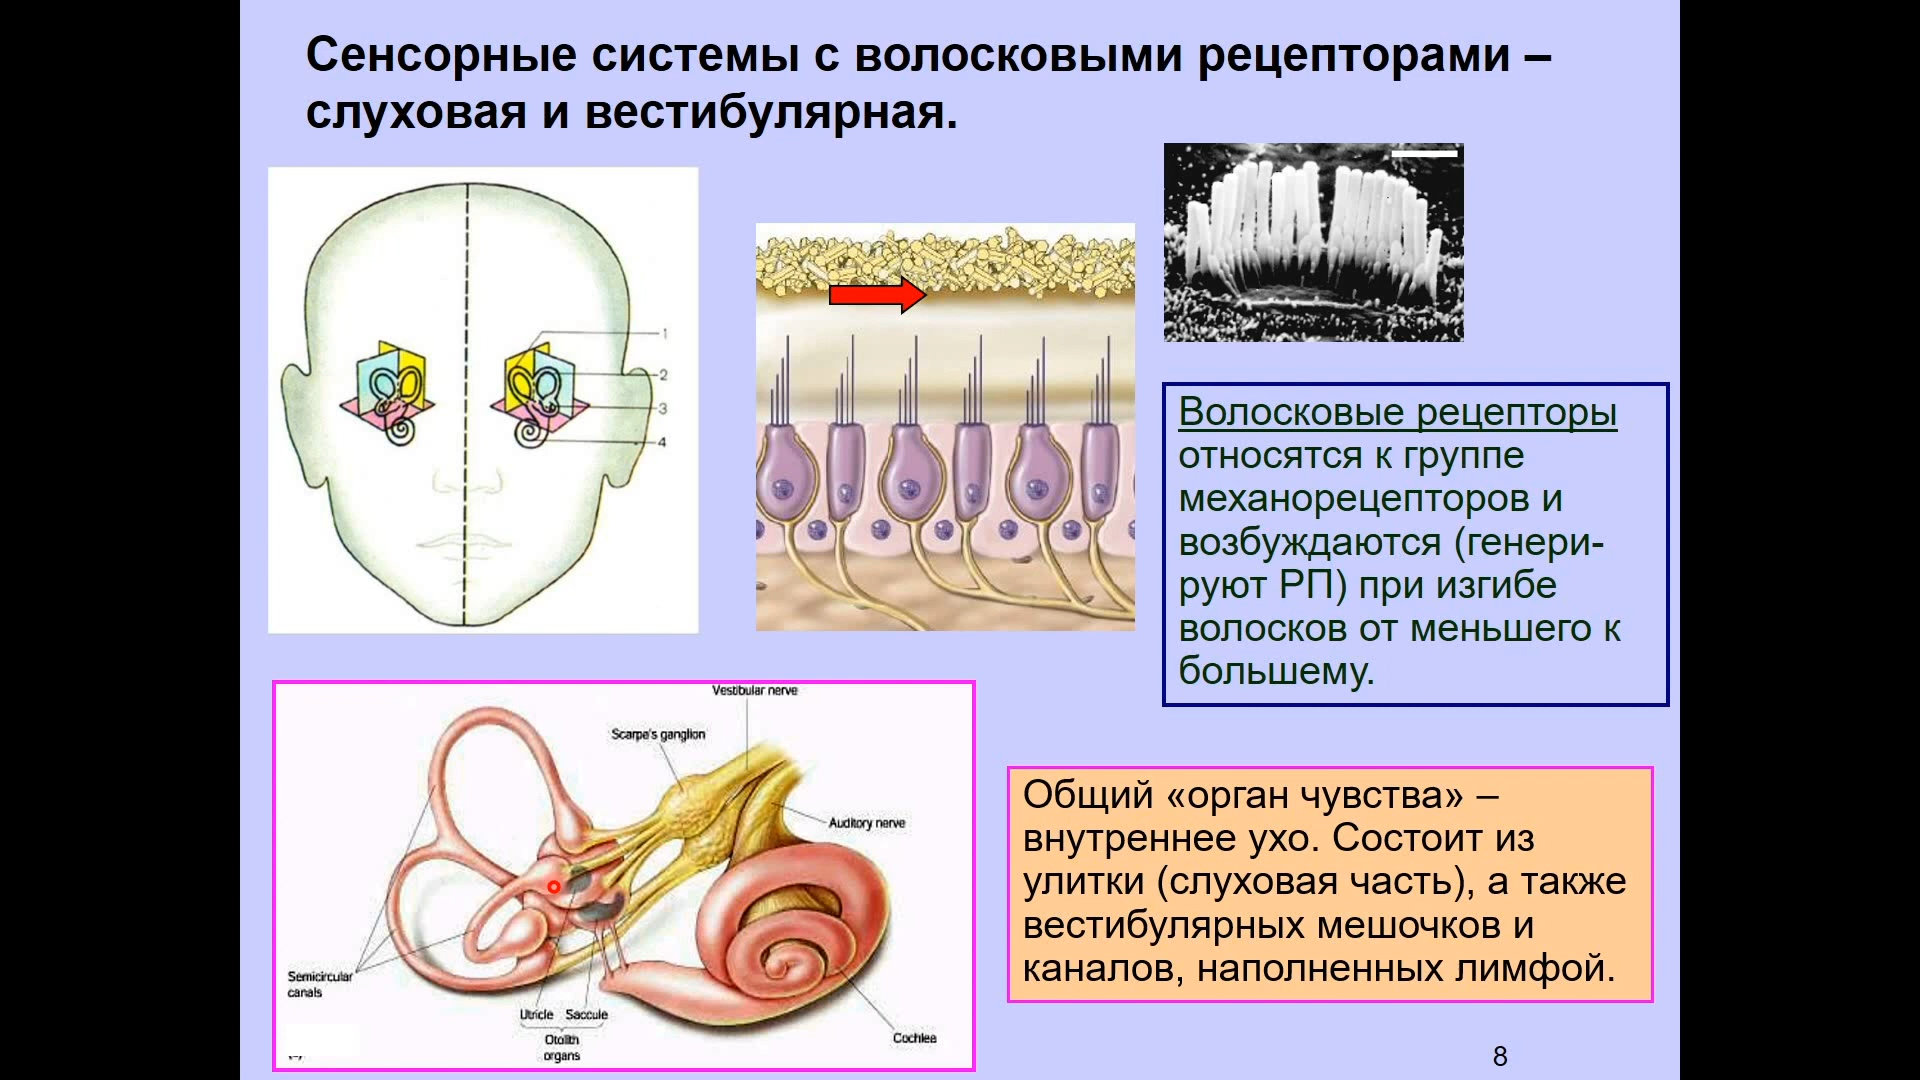 Сенсорные системы с волосковыми рецепторами –
слуховая и вестибулярная.
1
2
3
4
Волосковые рецепторы
относятся к группе
механорецепторов и
возбуждаются (генери-
руют РП) при изгибе
волосков от меньшего к
большему.
Vestibular nerve
Scarpa's ganglion
Auditory nerve
Semicircular
canals
Utricle Saccule
Otolith
organs
Cochlea
Общий «орган чувства» –
внутреннее ухо. Состоит из
улитки (слуховая часть), а также
вестибулярных мешочков и
каналов, наполненных лимфой.
8